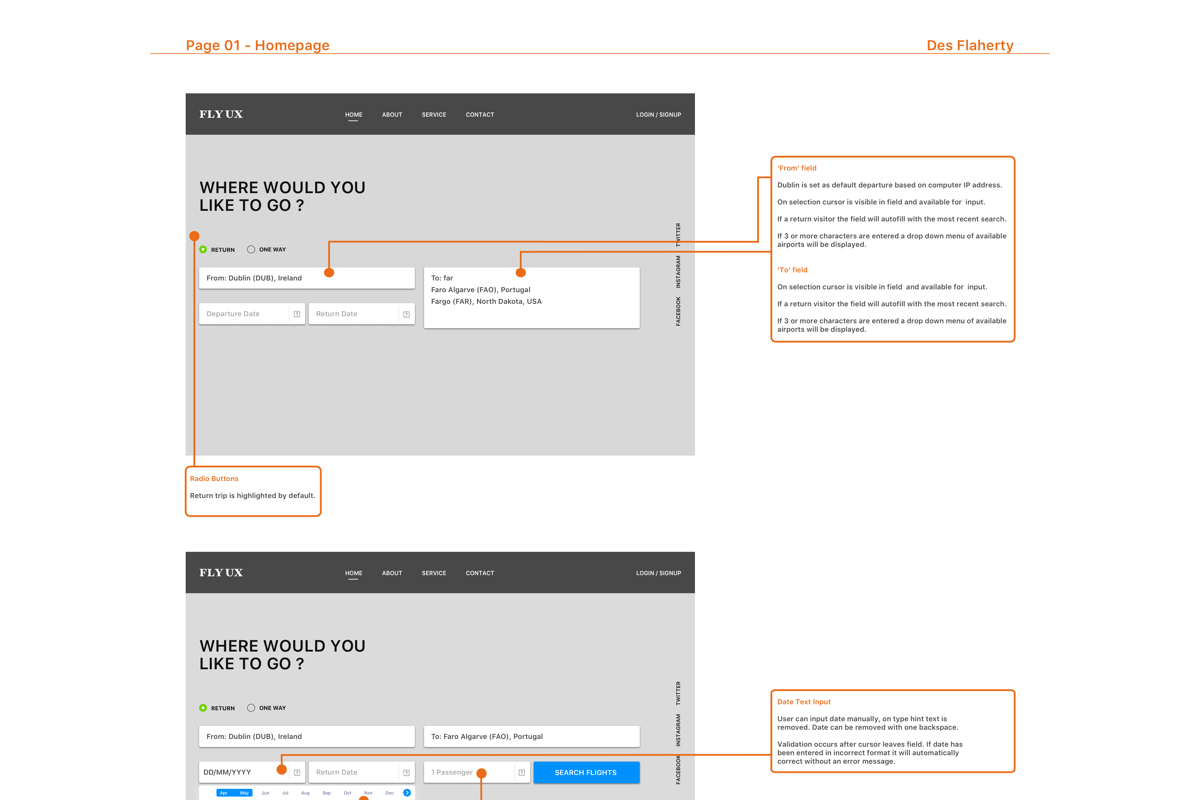 Page 01 - Homepage
Des Flaherty
FLY UX
HOME
ABOUT
SERVICE
CONTACT
LOGIN / SIGNUP
WHERE WOULD YOU
LIKE TO GO ?
RETURN
ONE WAY
From: Dublin (DUB), Ireland
To: far
Faro Algarve (FAO), Portugal
Fargo (FAR), North Dakota, USA
Departure Date
Return Date
TWITTER
INSTAGRAM
FACEBOOK
'From' field
Dublin is set as default departure based on computer IP address.
On selection cursor is visible in field and available for input.
If a return visitor the field will autofill with the most recent search.
If 3 or more characters are entered a drop down menu of available
airports will be displayed.
'To' field
On selection cursor is visible in field and available for input.
If a return visitor the field will autofill with the most recent search.
If 3 or more characters are entered a drop down menu of available
airports will be displayed.
Radio Buttons
Return trip is highlighted by default.
FLY UX
HOME
ABOUT
SERVICE
CONTACT
LOGIN / SIGNUP
WHERE WOULD YOU
LIKE TO GO ?
RETURN
ONE WAY
From: Dublin (DUB), Ireland
To: Faro Algarve (FAO), Portugal
DD/MM/YYYY
Return Date
1 Passenger
SEARCH FLIGHTS
Apr May Jun Jul Aug Sep Oct Nov Dec
TWITTER
INSTAGRAM
FACEBOOK
Date Text Input
User can input date manually, on type hint text is
removed. Date can be removed with one backspace.
Validation occurs after cursor leaves field. If date has
been entered in incorrect format it will automatically
correct without an error message.